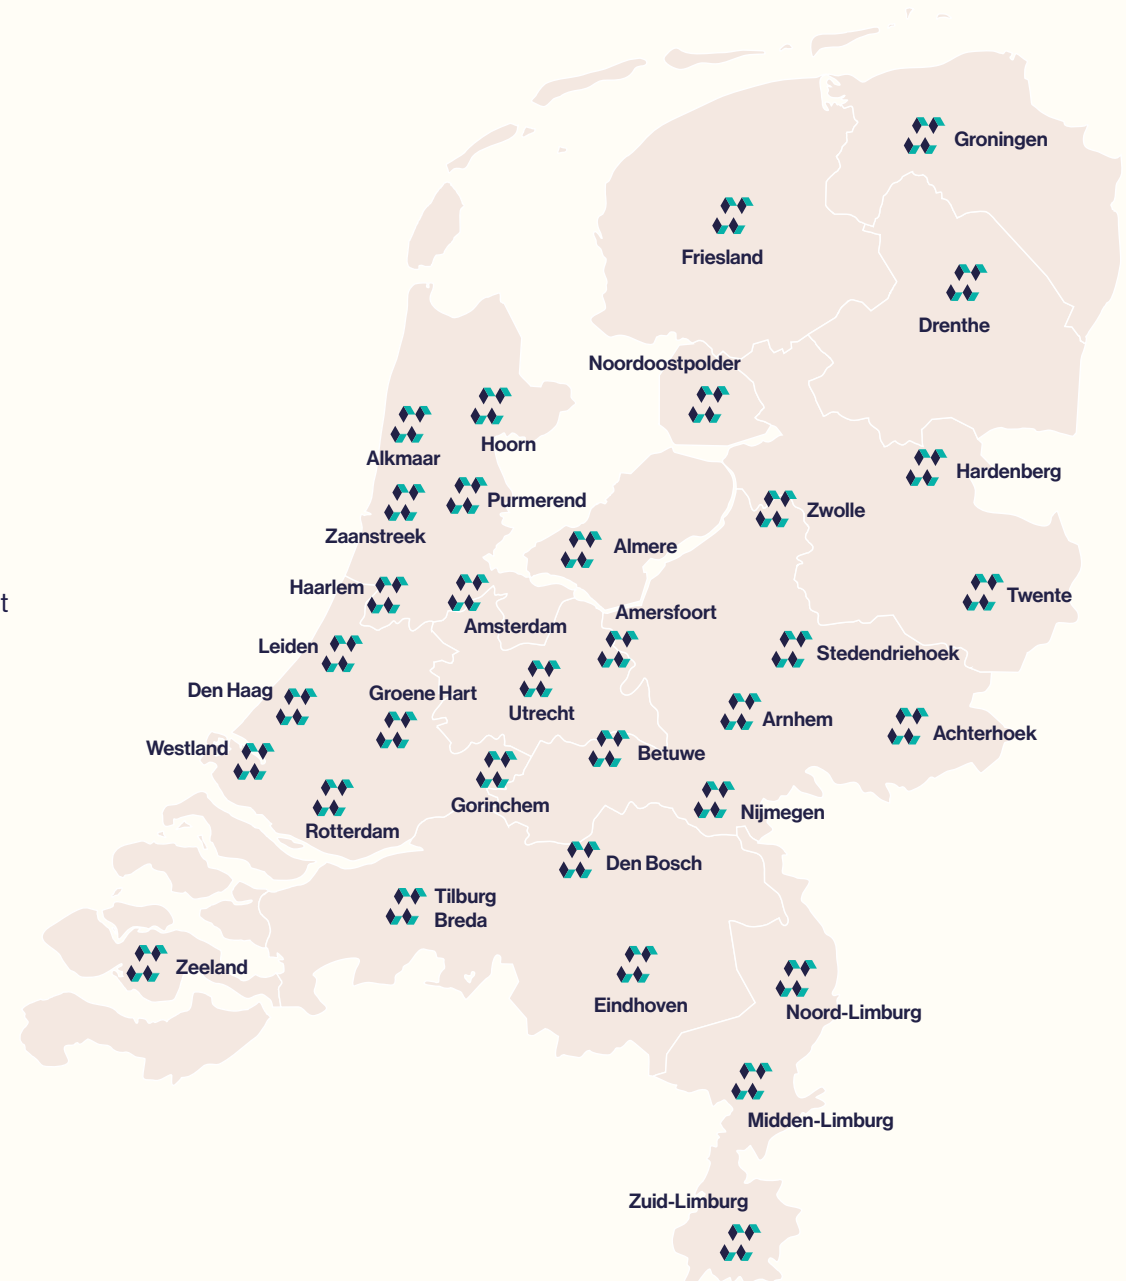 Groningen
Friesland
Drenthe
Noordoostpolder
Hoorn
Alkmaar
Hardenberg
Purmerend
Zwolle
Zaanstreek
Almere
Haarlem
Twente
t
Amersfoort
Amsterdam
Leiden
Stedendriehoek
Den Haag
Groene Hart
Utrecht
Arnhem
Achterhoek
Westland
Betuwe
Gorinchem
Nijmegen
Rotterdam
Den Bosch
Tilburg
Breda
Zeeland
Eindhoven
Noord-Limburg
Midden-Limburg
Zuid-Limburg